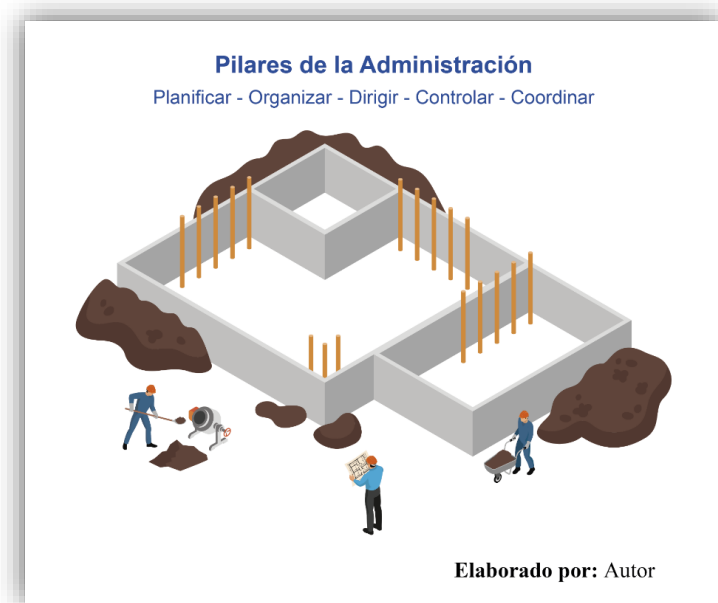 Pilares de la Administración
Planificar - Organizar - Dirigir - Controlar - Coordinar
Elaborado por: Autor